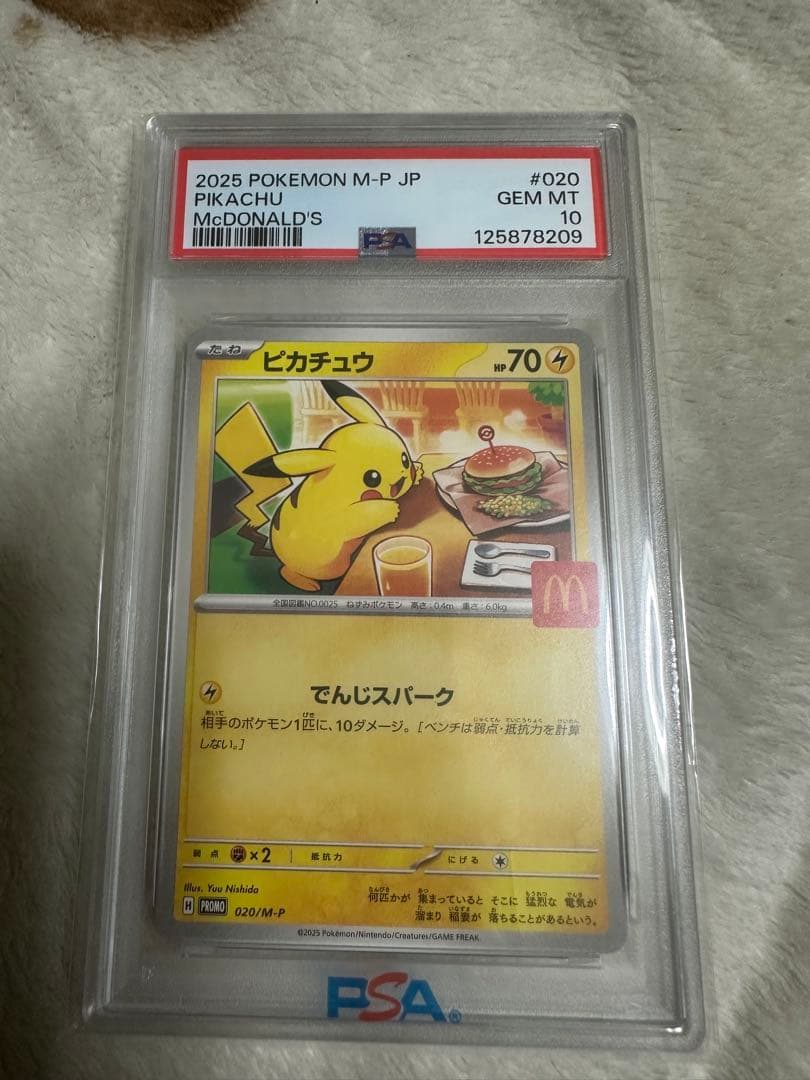 2025 POKEMON M-P JP #020
PIKACHU GEM MT
McDONALD'S 10
PSA 125878209
たね ピカチュウ HP70
全国図鑑NO.0025 ねずみポケモン 高さ:0.4m 重さ:6.0kg
でんじスパーク
相手のポケモン1匹に、10ダメージ。[ベンチは弱点・抵抗力を計算
しない。]
弱点 ×2 抵抗力 にげる
Illus. Yuu Nishida
H PROMO 020/M-P
何匹かが 集まっていると そこに 猛烈な 電気が
溜まり 稲妻が 落ちることがあるという。
©2025 Pokémon/Nintendo/Creatures/GAME FREAK
PSA®